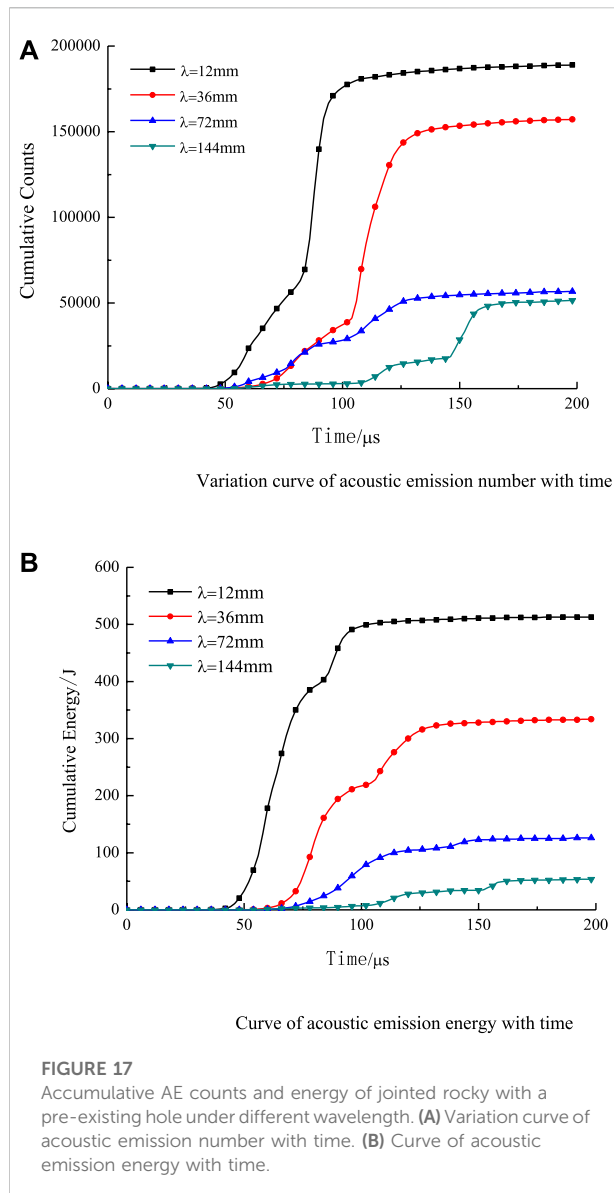 A
200000
150000
100000
50000
0
Cumulative Counts
λ=12mm
λ=36mm
λ=72mm
λ=144mm
0 50 100 150 200
Time/μs
Variation curve of acoustic emission number with time
B
600
500
400
300
200
100
0
Cumulative Energy/J
λ=12mm
λ=36mm
λ=72mm
λ=144mm
0 50 100 150 200
Time/μs
Curve of acoustic emission energy with time
FIGURE 17
Accumulative AE counts and energy of jointed rocky with a
pre-existing hole under different wavelength. (A) Variation curve of
acoustic emission number with time. (B) Curve of acoustic
emission energy with time.